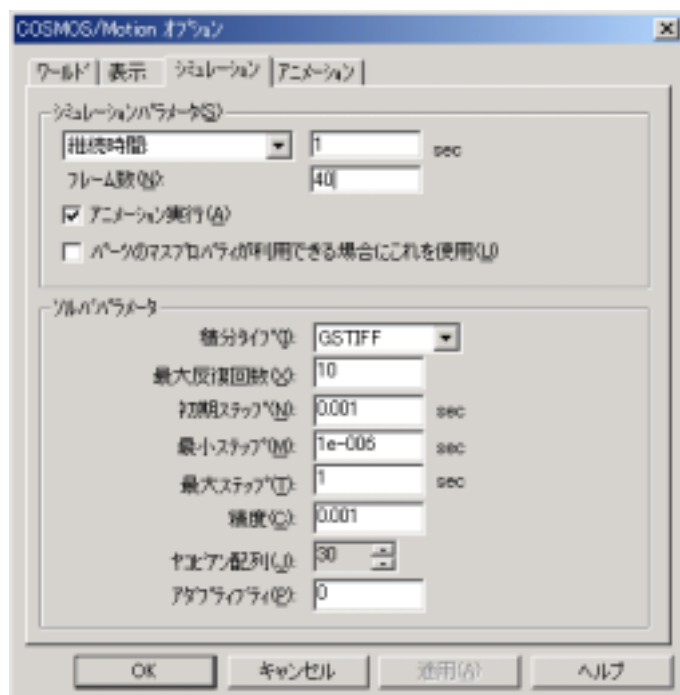 COSMOS/Motion オプション
ワールド 表示 シミュレーション アニメーション
シミュレーションパラメータ(S)
継続時間 1 sec
フレーム数(N): 40
アニメーション実行(A)
パーツのマスプロパティが利用できる場合にこれを使用(U)
ソルバパラメータ
積分タイプ(I): GSTIFF
最大反復回数(X): 10
初期ステップ(N): 0.001 sec
最小ステップ(M): 1e-006 sec
最大ステップ(T): 1 sec
精度(C): 0.001
ヤコビアン配列(J): 30
アダプティブティ(P): 0
OK キャンセル 適用(A) ヘルプ